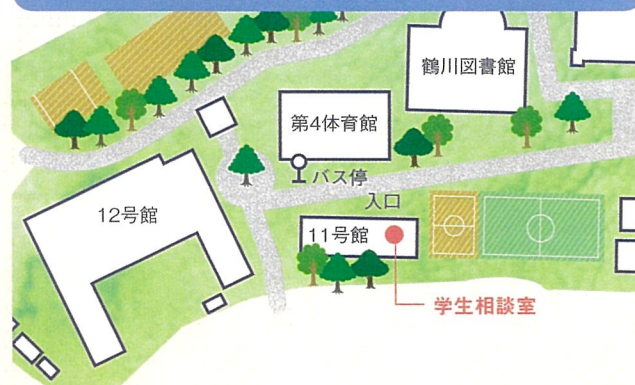 鶴川図書館
第4体育館
バス停
入口
12号館
11号館
学生相談室